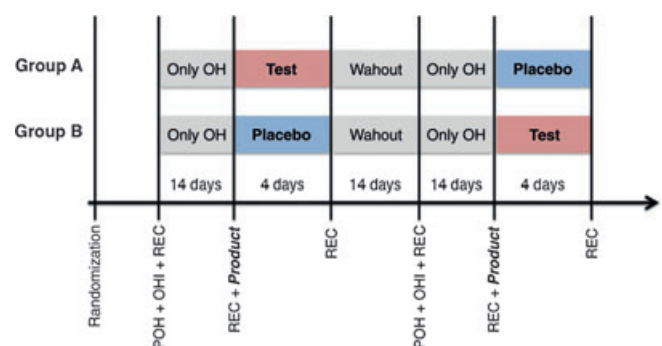 Group A
Only OH
Test
Wahout
Only OH
Placebo
Group B
Only OH
Placebo
Wahout
Only OH
Test
14 days
4 days
14 days
14 days
4 days
Randomization
POH + OHI + REC
REC + Product
REC
POH + OHI + REC
REC + Product
REC